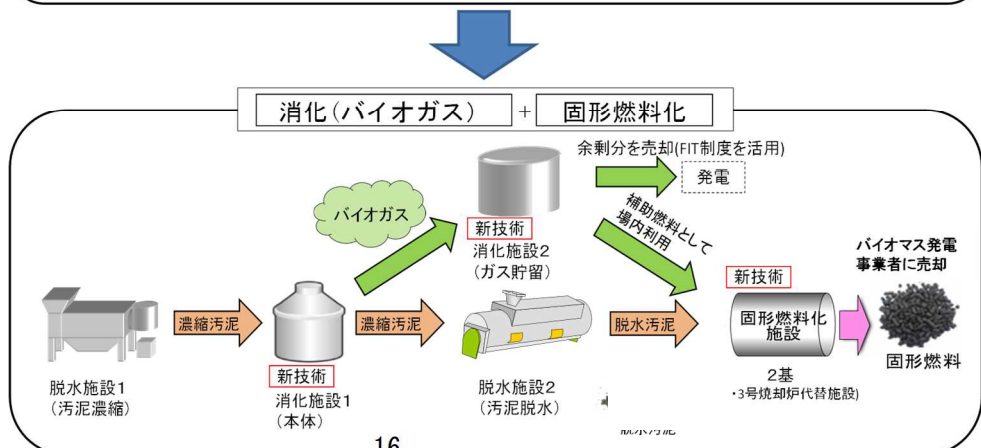 消化(バイオガス) + 固形燃料化
余剰分を売却(FIT制度を活用)
発電
バイオガス
補助燃料として
場内利用
新技術
消化施設2
(ガス貯留)
バイオマス発電
事業者に売却
新技術
濃縮汚泥
濃縮汚泥
脱水汚泥
固形燃料化
施設
固形燃料
脱水施設1
(汚泥濃縮)
新技術
消化施設1
(本体)
脱水施設2
(汚泥脱水)
2基
・3号焼却炉代替施設)
16